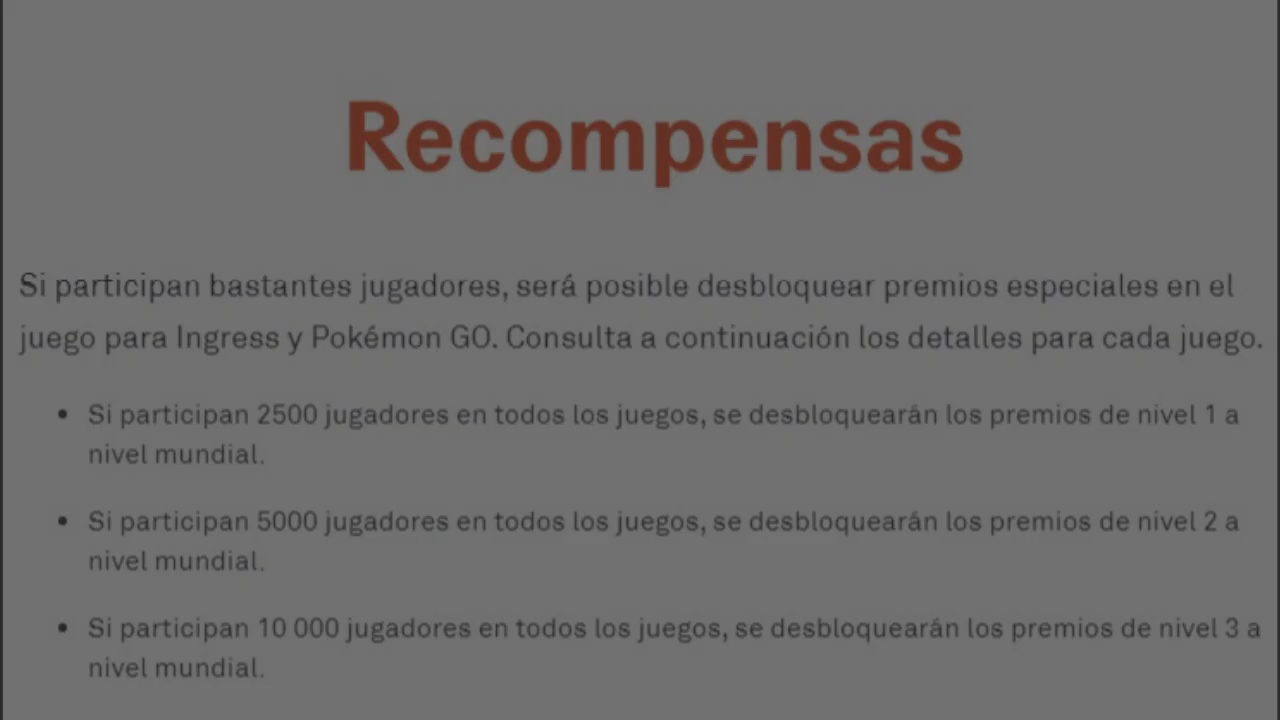 Recompensas
Si participan bastantes jugadores, será posible desbloquear premios especiales en el
juego para Ingress y Pokémon GO. Consulta a continuación los detalles para cada juego.
• Si participan 2500 jugadores en todos los juegos, se desbloquearán los premios de nivel 1 a
nivel mundial.
• Si participan 5000 jugadores en todos los juegos, se desbloquearán los premios de nivel 2 a
nivel mundial.
• Si participan 10 000 jugadores en todos los juegos, se desbloquearán los premios de nivel 3 a
nivel mundial.